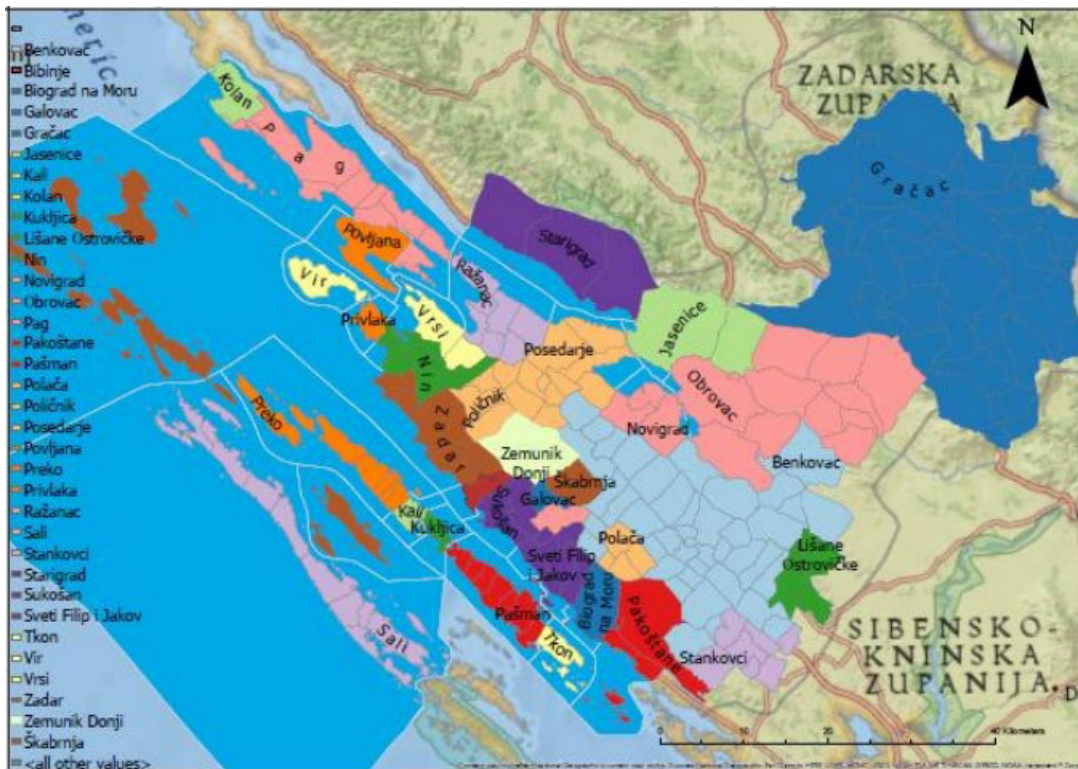 Benkovac
Bibinje
Biograd na Moru
Galovac
Gračac
Jasenice
Kali
Kolan
Kukljica
Lišane Ostrovičke
Nin
Novigrad
Obrovac
Pag
Pakoštane
Pašman
Polača
Poličnik
Posedarje
Povljana
Preko
Privlaka
Ražanac
Sali
Stankovci
Starigrad
Sukošan
Sveti Filip i Jakov
Tkon
Vir
Vrsi
Zadar
Zemunik Donji
Škabrnja
<all other values>
N
ZADARSKA
ZUPANIJA
Kolan
Pag
Gračac
Povljana
Starigrad
Vir
Ražanac
Privlaka
Vrsi
Posedarje
Jasenice
Nin
Obrovac
Poličnik
Preko
Zadar
Novigrad
Zemunik
Donji
Benkovac
Škabrnja
Sukošan
Galovac
Kali
Kukljica
Polača
Lišane
Ostrovičke
Sveti Filip
i Jakov
Biograd
na Moru
Pašman
Pakoštane
Tkon
Sali
Stankovci
SIBENSKO-
KNINSKA
ZUPANIJA
0 10 20 40 Kilometers